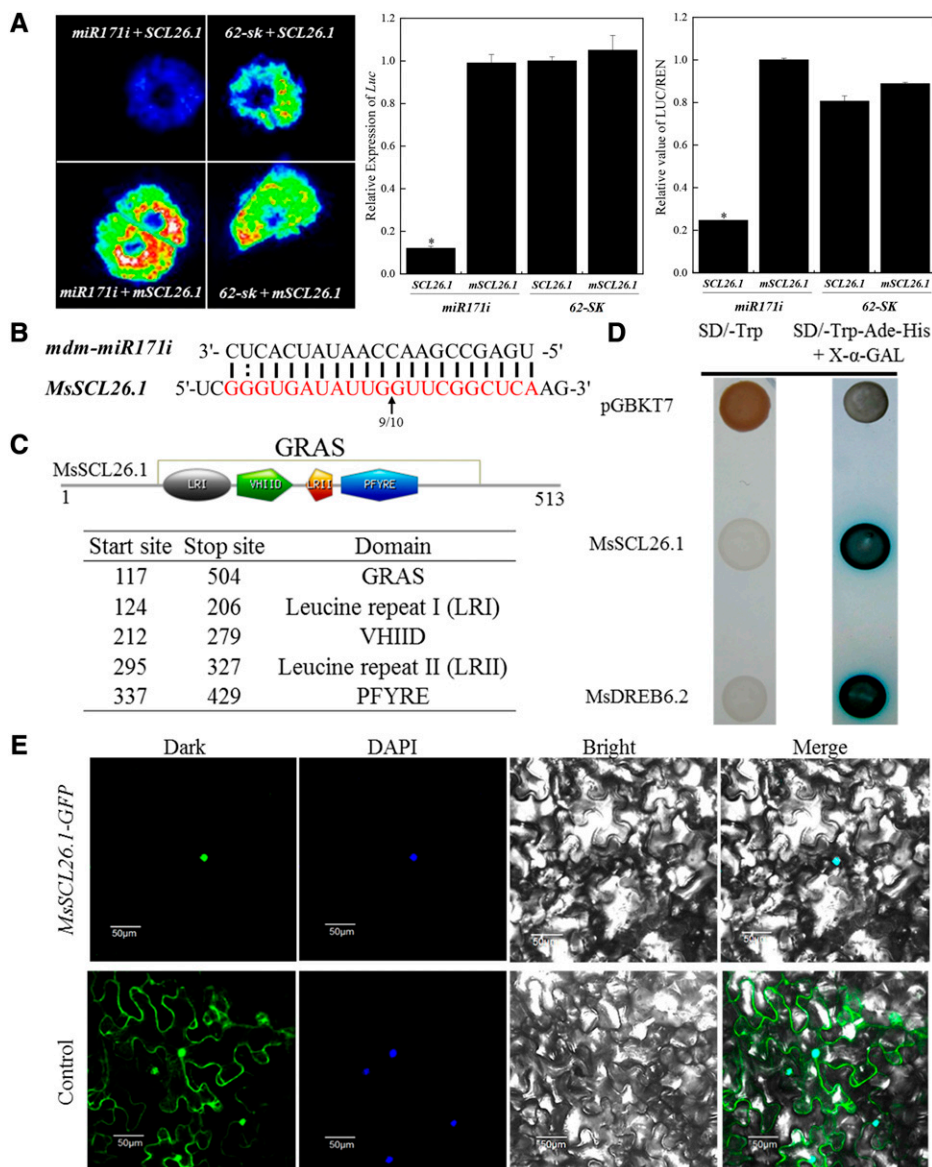 A
miR171i + SCL26.1
62-sk + SCL26.1
miR171i + mSCL26.1
62-sk + mSCL26.1
Relative Expression of Luc
1.2
1.0
0.8
0.6
0.4
0.2
0.0
*
SCL26.1 mSCL26.1 SCL26.1 mSCL26.1
miR171i 62-SK
Relative value of LUC/REN
1.2
1.0
0.8
0.6
0.4
0.2
0.0
*
SCL26.1 mSCL26.1 SCL26.1 mSCL26.1
miR171i 62-SK
B
mdm-miR171i 3'- CUCACUAUAACCAAGCCGAGU -5'
MsSCL26.1 5'-UCGGGUGAUAUUGGUUCGGCUCAAG-3'
9/10
C
GRAS
MsSCL26.1
LRI VHIID LRII PFYRE
1 513
Start site Stop site Domain
117 504 GRAS
124 206 Leucine repeat I (LRI)
212 279 VHIID
295 327 Leucine repeat II (LRII)
337 429 PFYRE
D
SD/-Trp SD/-Trp-Ade-His
+ X-α-GAL
pGBKT7
MsSCL26.1
MsDREB6.2
E
Dark DAPI Bright Merge
MsSCL26.1-GFP
50μm 50μm 50μm 50μm
Control
50μm 50μm 50μm 50μm